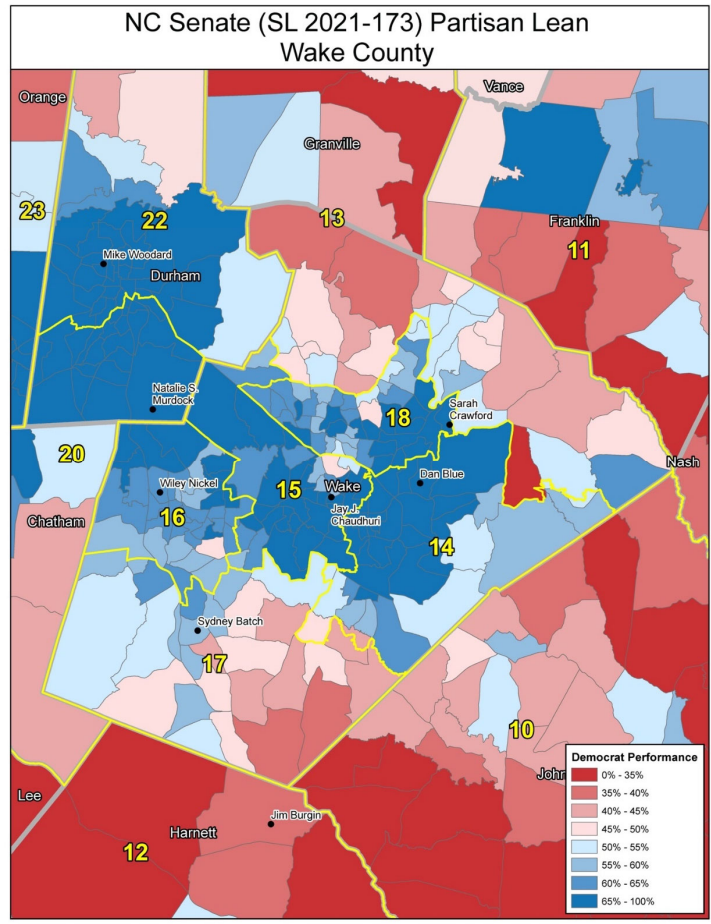 NC Senate (SL 2021-173) Partisan Lean
Wake County
Orange
Vance
Granville
23
22
13
Franklin
11
Mike Woodard
Durham
Natalie S.
Murdock
18
Sarah
Crawford
20
Nash
Wiley Nickel
15
Wake
Dan Blue
Jay J.
Chaudhuri
16
Chatham
14
Sydney Batch
17
10
Democrat Performance
0% - 35%
35% - 40%
40% - 45%
45% - 50%
50% - 55%
55% - 60%
60% - 65%
65% - 100%
John
Lee
Jim Burgin
Harnett
12